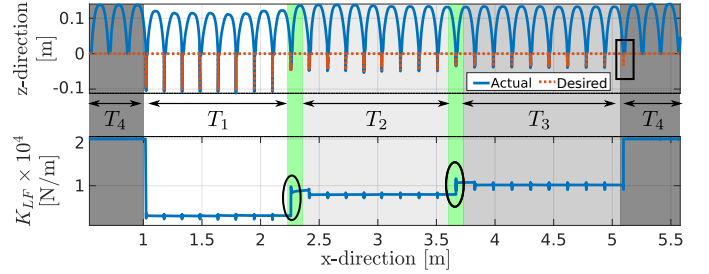 z-direction
[m]
0.1
0
-0.1
Actual Desired
T4 T1 T2 T3 T4
K_LF × 10^4
[N/m]
2
1
1 1.5 2 2.5 3 3.5 4 4.5 5 5.5
x-direction [m]